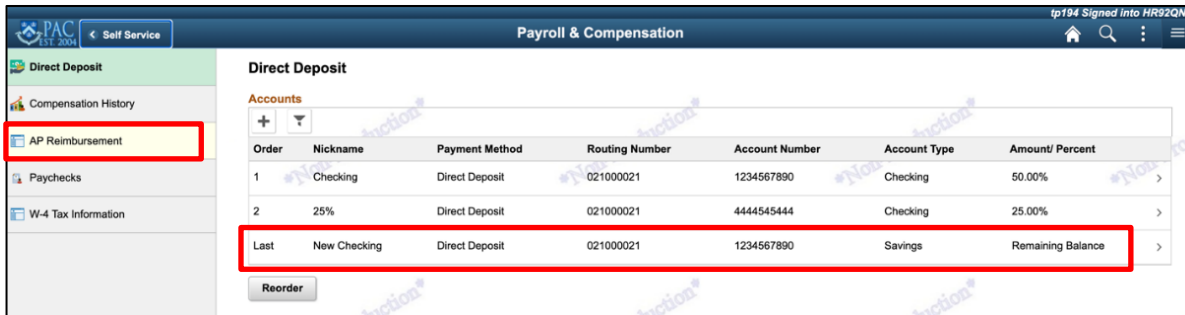 tp194 Signed into HR92QN
PAC
EST. 2004
Self Service
Payroll & Compensation
Direct Deposit
Compensation History
AP Reimbursement
Paychecks
W-4 Tax Information
Direct Deposit
Accounts
Order Nickname Payment Method Routing Number Account Number Account Type Amount/ Percent
1 Checking Direct Deposit 021000021 1234567890 Checking 50.00%
2 25% Direct Deposit 021000021 4444545444 Checking 25.00%
Last New Checking Direct Deposit 021000021 1234567890 Savings Remaining Balance
Reorder